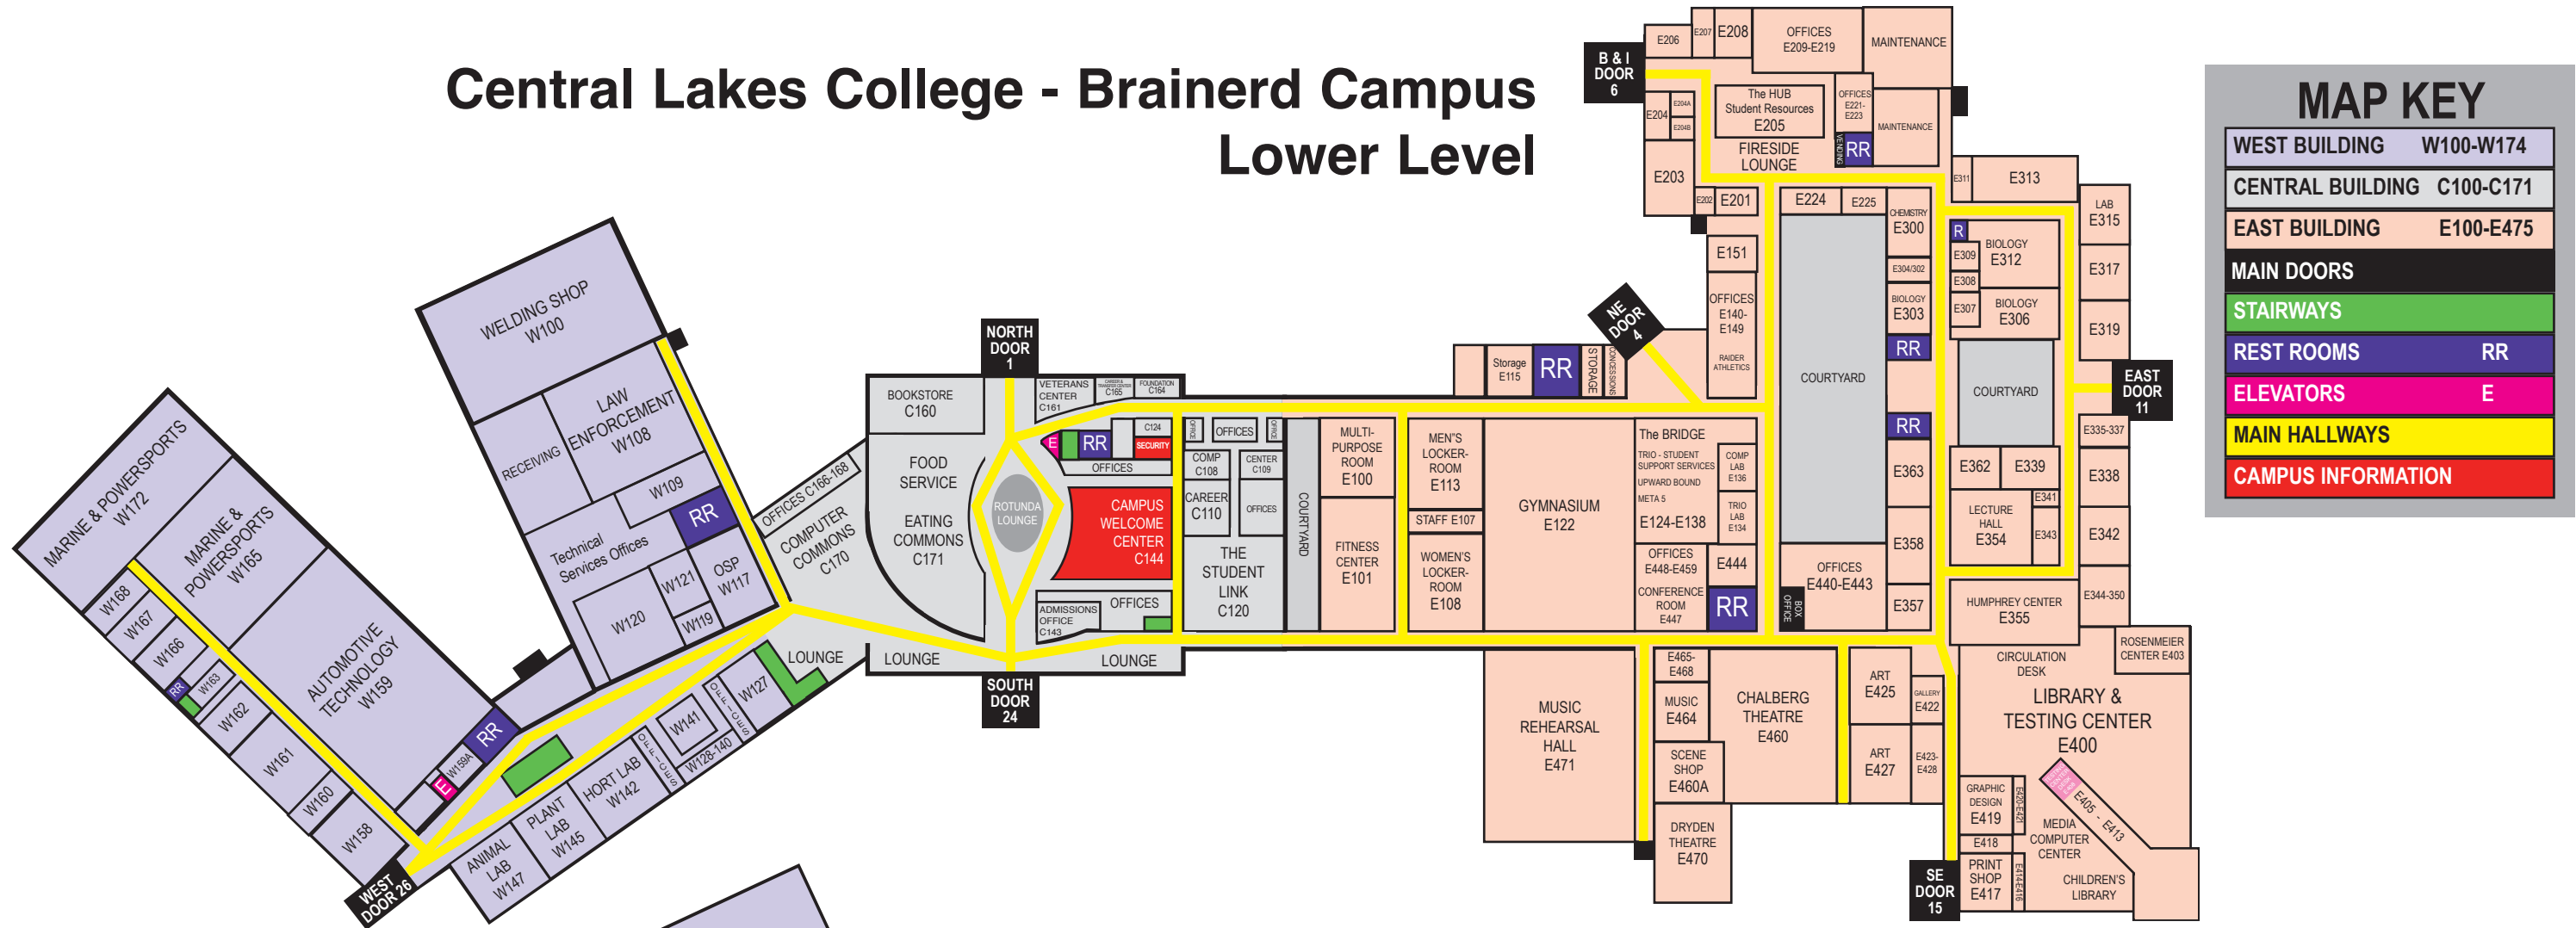 Central Lakes College - Brainerd Campus
Lower Level
MAP KEY
WEST BUILDING W100-W174
CENTRAL BUILDING C100-C171
EAST BUILDING E100-E475
MAIN DOORS
STAIRWAYS
REST ROOMS RR
ELEVATORS E
MAIN HALLWAYS
CAMPUS INFORMATION
MARINE & POWERSPORTS
W172
MARINE &
POWERSPORTS
W165
W168
W167
W166
RR
W163
W162
W161
W160
W158
AUTOMOTIVE
TECHNOLOGY
W159
W159A
E
RR
WEST
DOOR 26
WELDING SHOP
W100
RECEIVING
LAW
ENFORCEMENT
W108
W109
RR
Technical
Services Offices
W120
W121
W119
OSP
W117
ANIMAL
LAB
W147
PLANT
LAB
W145
HORT LAB
W142
OFFICES
W141
W128-140
OFFICES
W127
LOUNGE
OFFICES C166-168
COMPUTER
COMMONS
C170
BOOKSTORE
C160
FOOD
SERVICE
EATING
COMMONS
C171
LOUNGE
NORTH
DOOR
1
ROTUNDA
LOUNGE
SOUTH
DOOR
24
VETERANS
CENTER
C161
CAREER &
TRANSFER CENTER
C165
FOUNDATION
C164
E
RR
C124
SECURITY
OFFICES
CAMPUS
WELCOME
CENTER
C144
ADMISSIONS
OFFICE
C143
OFFICES
LOUNGE
OFFICE
OFFICES
OFFICE
COMP
C108
CENTER
C109
CAREER
C110
OFFICES
THE
STUDENT
LINK
C120
COURTYARD
MULTI-
PURPOSE
ROOM
E100
FITNESS
CENTER
E101
MEN"S
LOCKER-
ROOM
E113
STAFF E107
WOMEN'S
LOCKER-
ROOM
E108
GYMNASIUM
E122
Storage
E115
RR
STORAGE
CONCESSIONS
NE
DOOR
4
The BRIDGE
TRIO - STUDENT
SUPPORT SERVICES
UPWARD BOUND
META 5
E124-E138
COMP
LAB
E136
TRIO
LAB
E134
OFFICES
E448-E459
E444
CONFERENCE
ROOM
E447
RR
B & I
DOOR
6
E206
E207
E208
OFFICES
E209-E219
MAINTENANCE
E204
E204A
E204B
The HUB
Student Resources
E205
OFFICES
E221-
E223
MAINTENANCE
VENDING
RR
FIRESIDE
LOUNGE
E203
E202
E201
E151
OFFICES
E140-
E149
RAIDER
ATHLETICS
E224
E225
COURTYARD
CHEMISTRY
E300
E304/302
BIOLOGY
E303
RR
RR
E363
E358
E357
OFFICES
E440-E443
BOX
OFFICE
E311
E313
R
E309
E308
E307
BIOLOGY
E312
BIOLOGY
E306
COURTYARD
LAB
E315
E317
E319
EAST
DOOR
11
E335-337
E338
E342
E344-350
E362
E339
LECTURE
HALL
E354
E341
E343
HUMPHREY CENTER
E355
ROSENMEIER
CENTER E403
CIRCULATION
DESK
LIBRARY &
TESTING CENTER
E400
E405 - E413
GRAPHIC
DESIGN
E419
E420-E421
E418
PRINT
SHOP
E417
E414-E416
MEDIA
COMPUTER
CENTER
CHILDREN'S
LIBRARY
MUSIC
REHEARSAL
HALL
E471
E465-
E468
MUSIC
E464
SCENE
SHOP
E460A
DRYDEN
THEATRE
E470
CHALBERG
THEATRE
E460
ART
E425
GALLERY
E422
ART
E427
E423-
E428
SE
DOOR
15